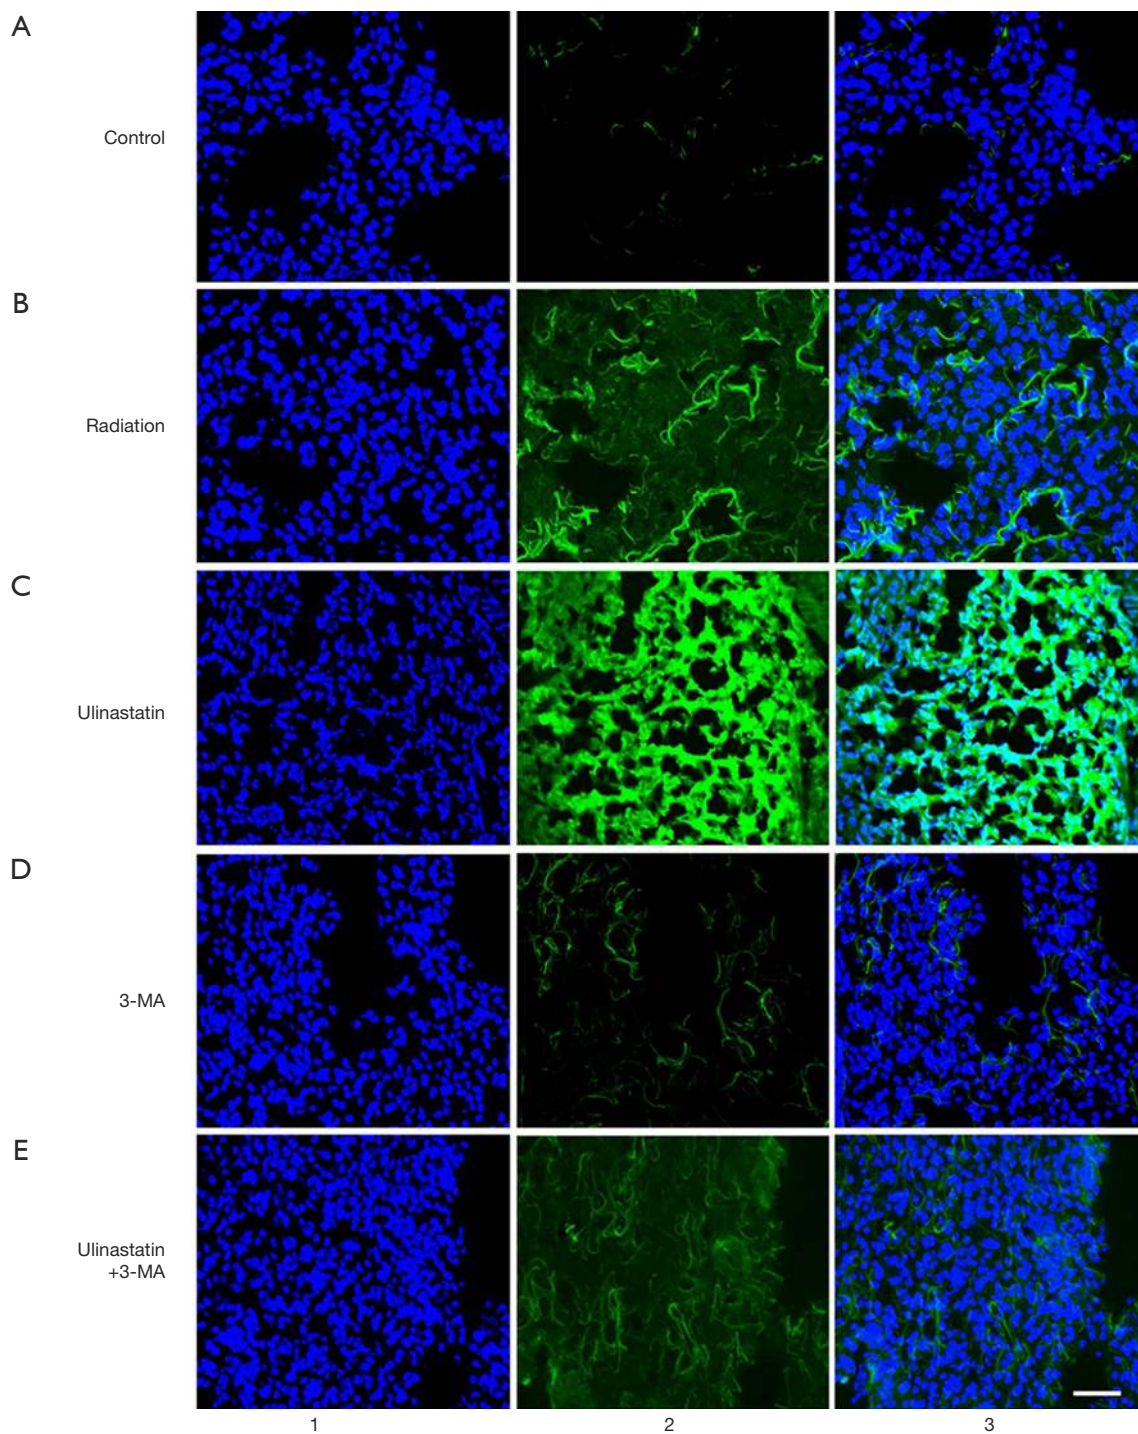 A
Control
B
Radiation
C
Ulinastatin
D
3-MA
E
Ulinastatin
+3-MA
1
2
3